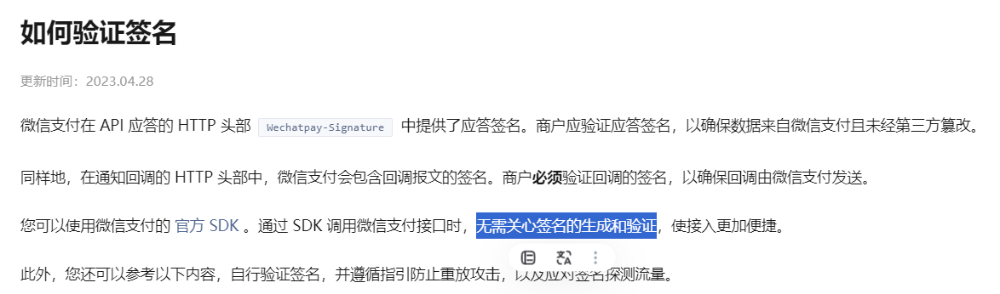 如何验证签名
更新时间：2023.04.28
微信支付在 API 应答的 HTTP 头部 Wechatpay-Signature 中提供了应答签名。商户应验证应答签名，以确保数据来自微信支付且未经第三方篡改。
同样地，在通知回调的 HTTP 头部中，微信支付会包含回调报文的签名。商户必须验证回调的签名，以确保回调由微信支付发送。
您可以使用微信支付的 官方 SDK 。通过 SDK 调用微信支付接口时，无需关心签名的生成和验证，使接入更加便捷。
此外，您还可以参考以下内容，自行验证签名，并遵循指引防止重放攻击，以及应对签名探测流量。